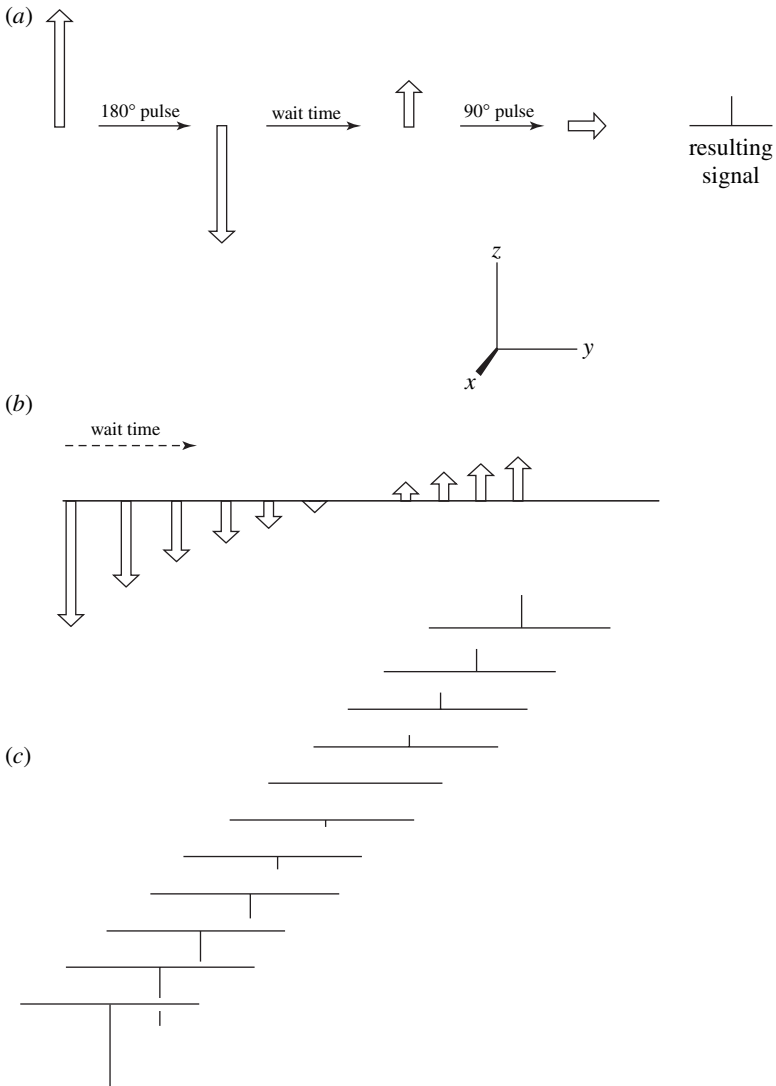 (a)
180° pulse
wait time
90° pulse
resulting
signal
z
y
x
(b)
wait time
(c)